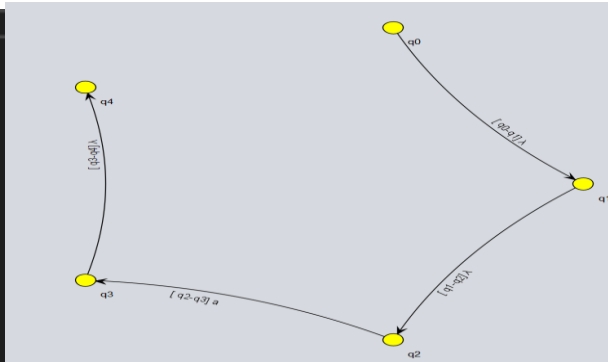 q0
q4
[q0-q1] λ
[q3-q4] λ
q1
[q1-q2] λ
q3
[q2-q3] a
q2